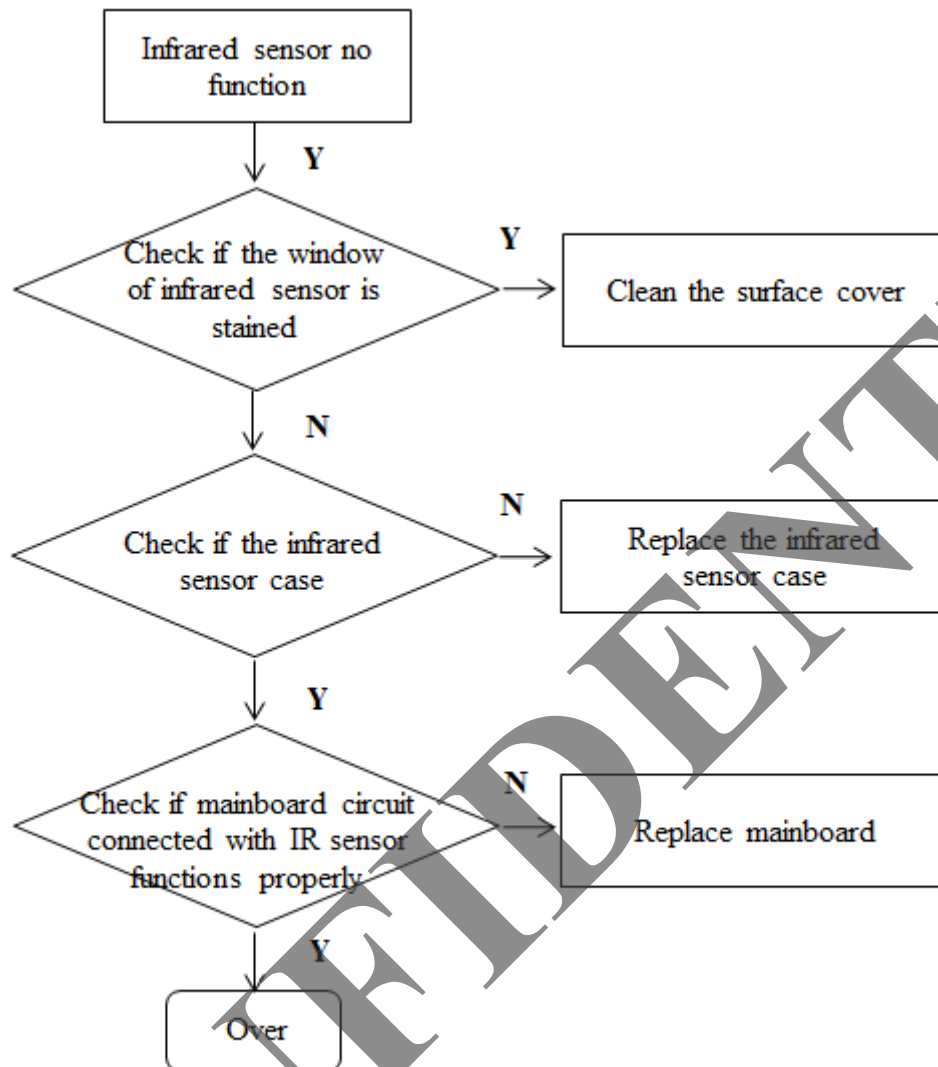 Infrared sensor no
function
Y
Check if the window
of infrared sensor is
stained
Y
Clean the surface cover
N
Check if the infrared
sensor case
N
Replace the infrared
sensor case
Y
Check if mainboard circuit
connected with IR sensor
functions properly
N
Replace mainboard
Y
Over
FIDENT